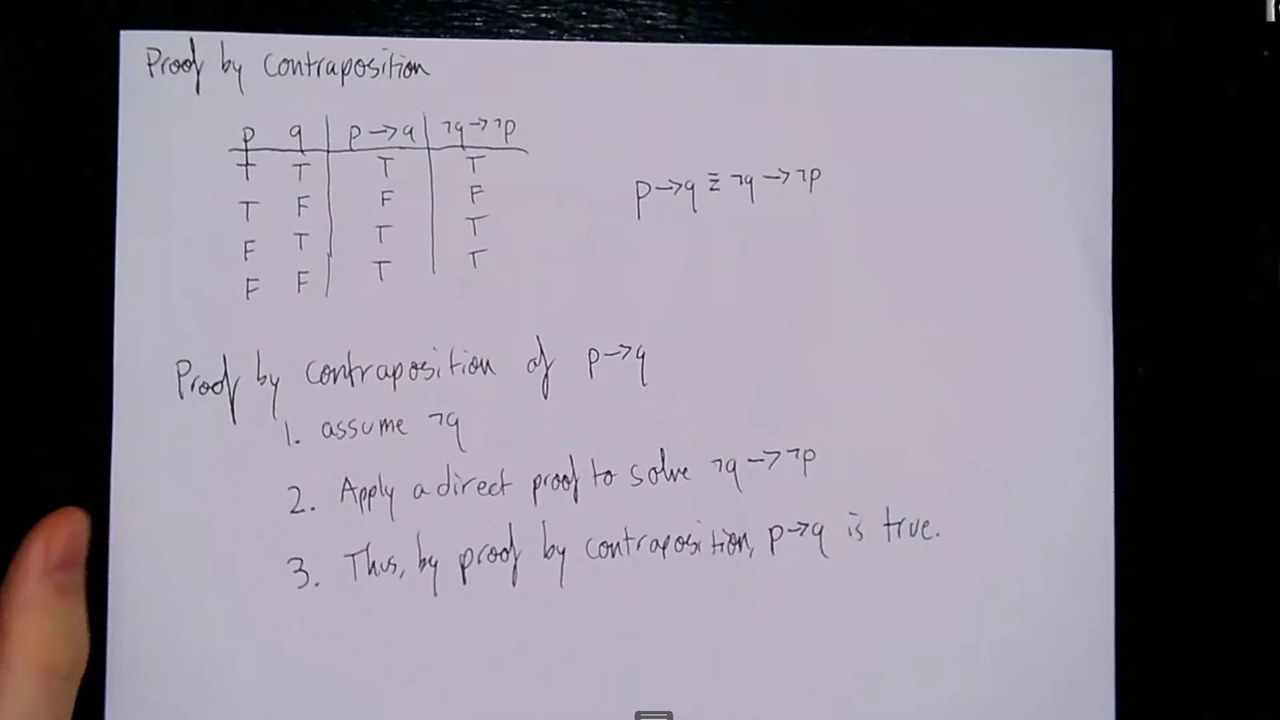 Proof by contraposition
p q p → q ¬q → ¬p
T T T T
T F F F
F T T T
F F T T
p → q ≡ ¬q → ¬p
Proof by contraposition of p → q
1. assume ¬q
2. Apply a direct proof to solve ¬q → ¬p
3. Thus, by proof by contraposition, p → q is true.